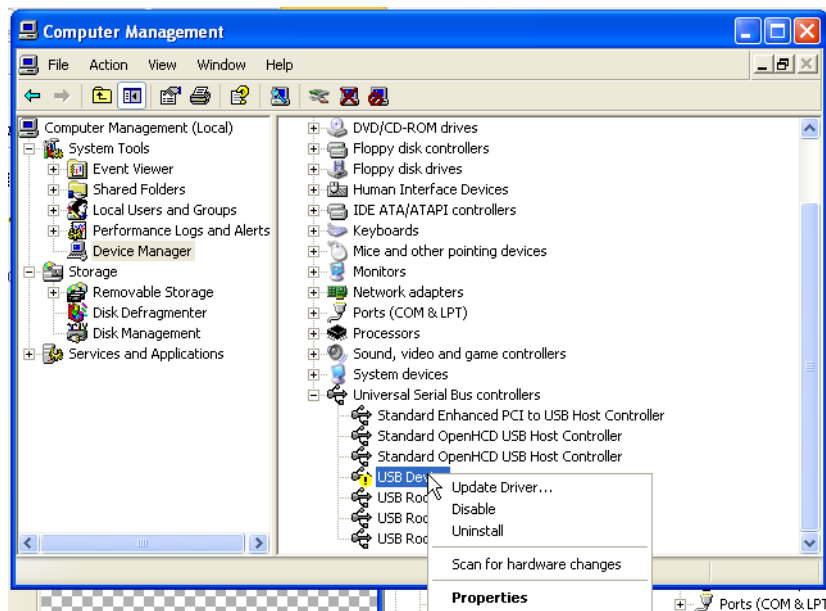 Computer Management
File Action View Window Help
Computer Management (Local)
System Tools
Event Viewer
Shared Folders
Local Users and Groups
Performance Logs and Alerts
Device Manager
Storage
Removable Storage
Disk Defragmenter
Disk Management
Services and Applications
DVD/CD-ROM drives
Floppy disk controllers
Floppy disk drives
Human Interface Devices
IDE ATA/ATAPI controllers
Keyboards
Mice and other pointing devices
Monitors
Network adapters
Ports (COM & LPT)
Processors
Sound, video and game controllers
System devices
Universal Serial Bus controllers
Standard Enhanced PCI to USB Host Controller
Standard OpenHCD USB Host Controller
Standard OpenHCD USB Host Controller
USB Dev
USB Roo
USB Roo
USB Roo
Update Driver...
Disable
Uninstall
Scan for hardware changes
Properties
Ports (COM & LPT